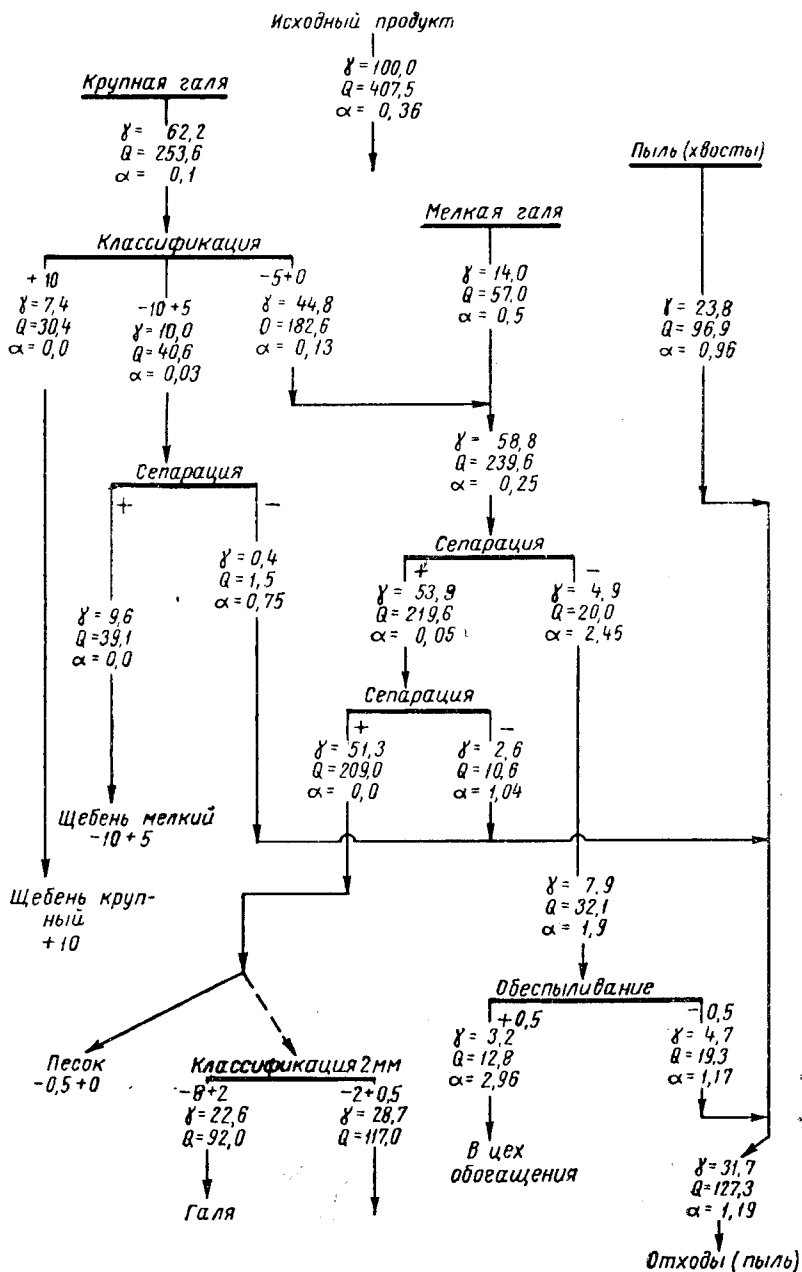 Исходный продукт
γ = 100,0
Q = 407,5
α = 0,36
Крупная галя
γ = 62,2
Q = 253,6
α = 0,1
Пыль (хвосты)
γ = 23,8
Q = 96,9
α = 0,96
Мелкая галя
γ = 14,0
Q = 57,0
α = 0,5
Классификация
+10
γ = 7,4
Q = 30,4
α = 0,0
-10+5
γ = 10,0
Q = 40,6
α = 0,03
-5+0
γ = 44,8
Q = 182,6
α = 0,13
γ = 58,8
Q = 239,6
α = 0,25
Сепарация
+ -
γ = 9,6
Q = 39,1
α = 0,0
γ = 0,4
Q = 1,5
α = 0,75
Сепарация
+ -
γ = 53,9
Q = 219,6
α = 0,05
γ = 4,9
Q = 20,0
α = 2,45
Сепарация
+ -
γ = 51,3
Q = 209,0
α = 0,0
γ = 2,6
Q = 10,6
α = 1,04
Щебень мелкий
-10+5
Щебень круп-
ный
+10
γ = 7,9
Q = 32,1
α = 1,9
Обеспыливание
+0,5
γ = 3,2
Q = 12,8
α = 2,96
-0,5
γ = 4,7
Q = 19,3
α = 1,17
Песок
-0,5+0
Классификация 2мм
-8+2
γ = 22,6
Q = 92,0
-2+0,5
γ = 28,7
Q = 117,0
Галя
В цех
обогащения
γ = 31,7
Q = 127,3
α = 1,19
Отходы (пыль)